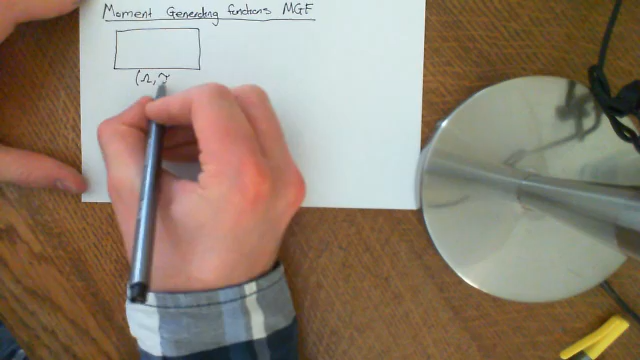 Moment Generating functions MGF
(Ω, F